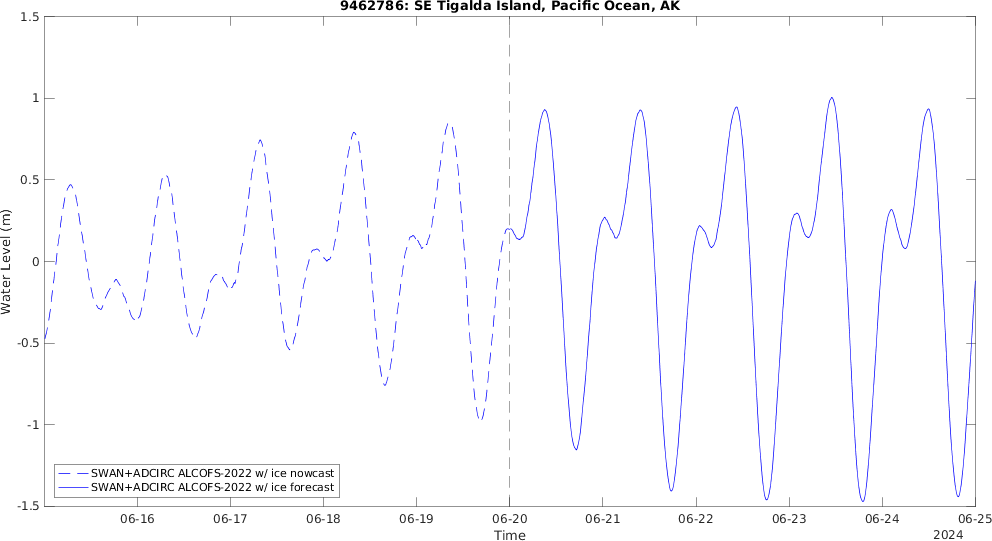 9462786: SE Tigalda Island, Pacific Ocean, AK
1.5
1
0.5
0
-0.5
-1
-1.5
Water Level (m)
SWAN+ADCIRC ALCOFS-2022 w/ ice nowcast
SWAN+ADCIRC ALCOFS-2022 w/ ice forecast
06-16 06-17 06-18 06-19 06-20 06-21 06-22 06-23 06-24 06-25
Time
2024